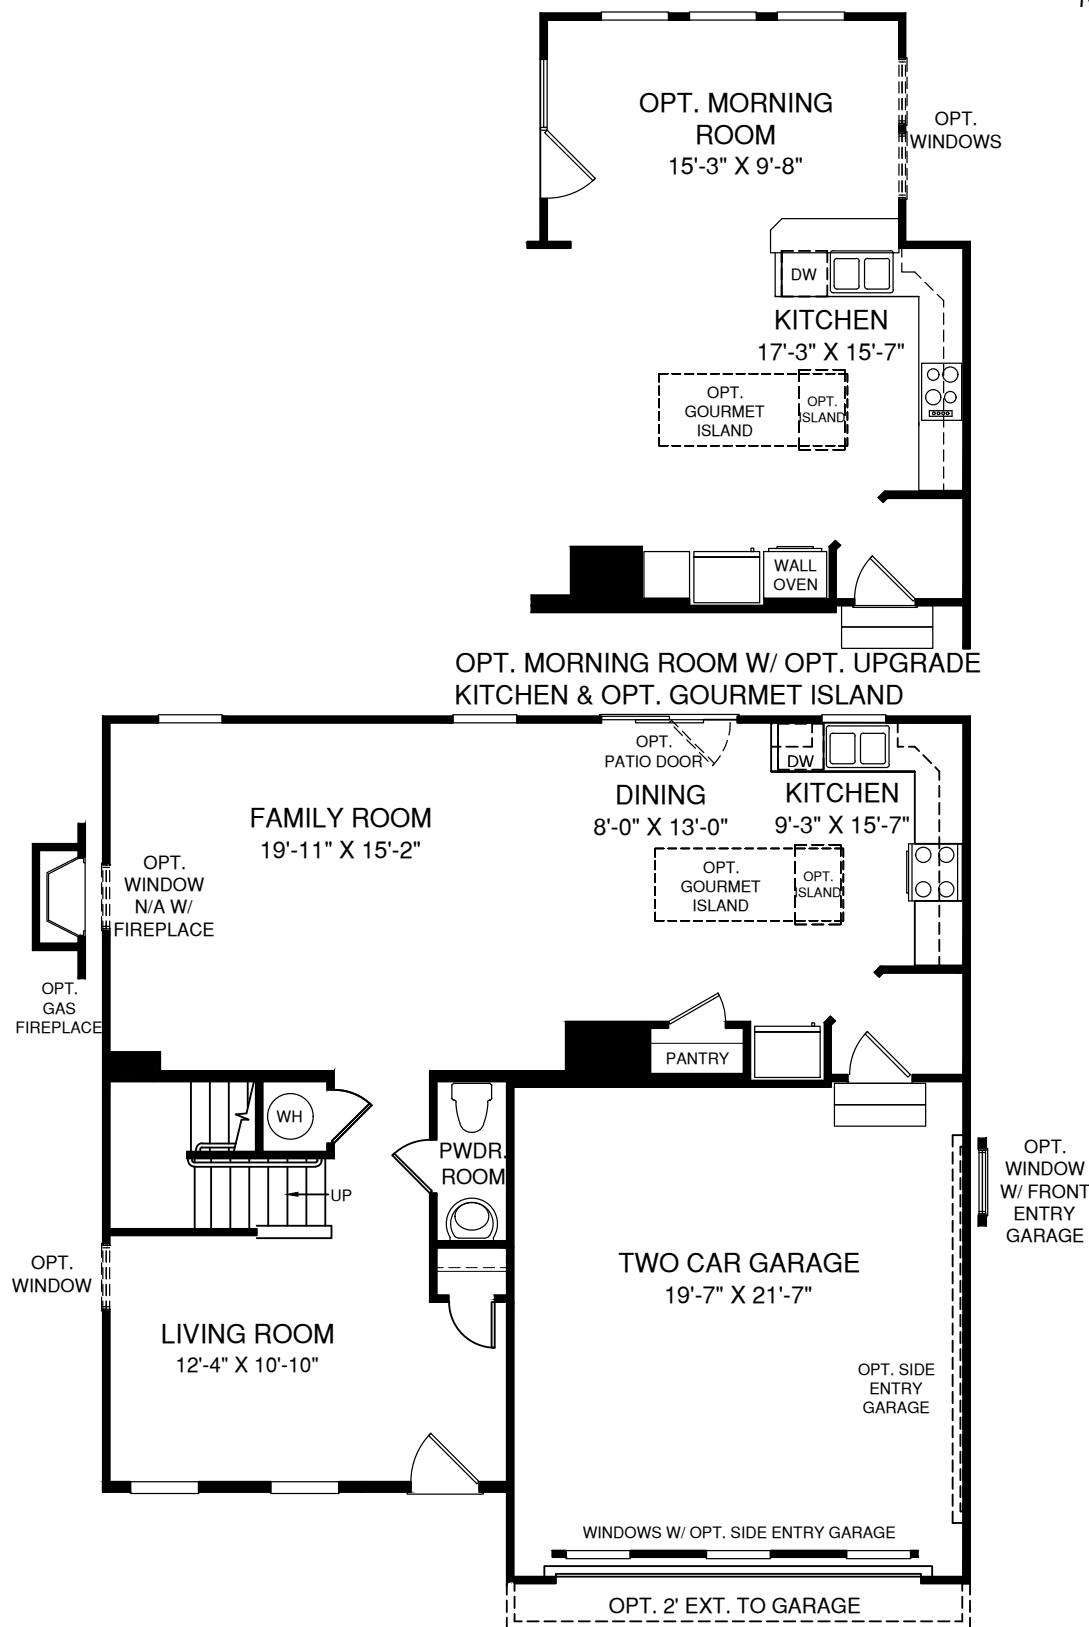 OPT. MORNING
ROOM
15'-3" X 9'-8"
OPT.
WINDOWS
DW
KITCHEN
17'-3" X 15'-7"
OPT.
GOURMET
ISLAND
OPT.
ISLAND
WALL
OVEN
OPT. MORNING ROOM W/ OPT. UPGRADE
KITCHEN & OPT. GOURMET ISLAND
OPT.
PATIO DOOR
DW
FAMILY ROOM
19'-11" X 15'-2"
DINING
8'-0" X 13'-0"
KITCHEN
9'-3" X 15'-7"
OPT.
WINDOW
N/A W/
FIREPLACE
OPT.
GOURMET
ISLAND
OPT.
ISLAND
OPT.
GAS
FIREPLACE
PANTRY
WH
PWDR.
ROOM
UP
OPT.
WINDOW
W/ FRONT
ENTRY
GARAGE
OPT.
WINDOW
TWO CAR GARAGE
19'-7" X 21'-7"
LIVING ROOM
12'-4" X 10'-10"
OPT. SIDE
ENTRY
GARAGE
WINDOWS W/ OPT. SIDE ENTRY GARAGE
OPT. 2' EXT. TO GARAGE